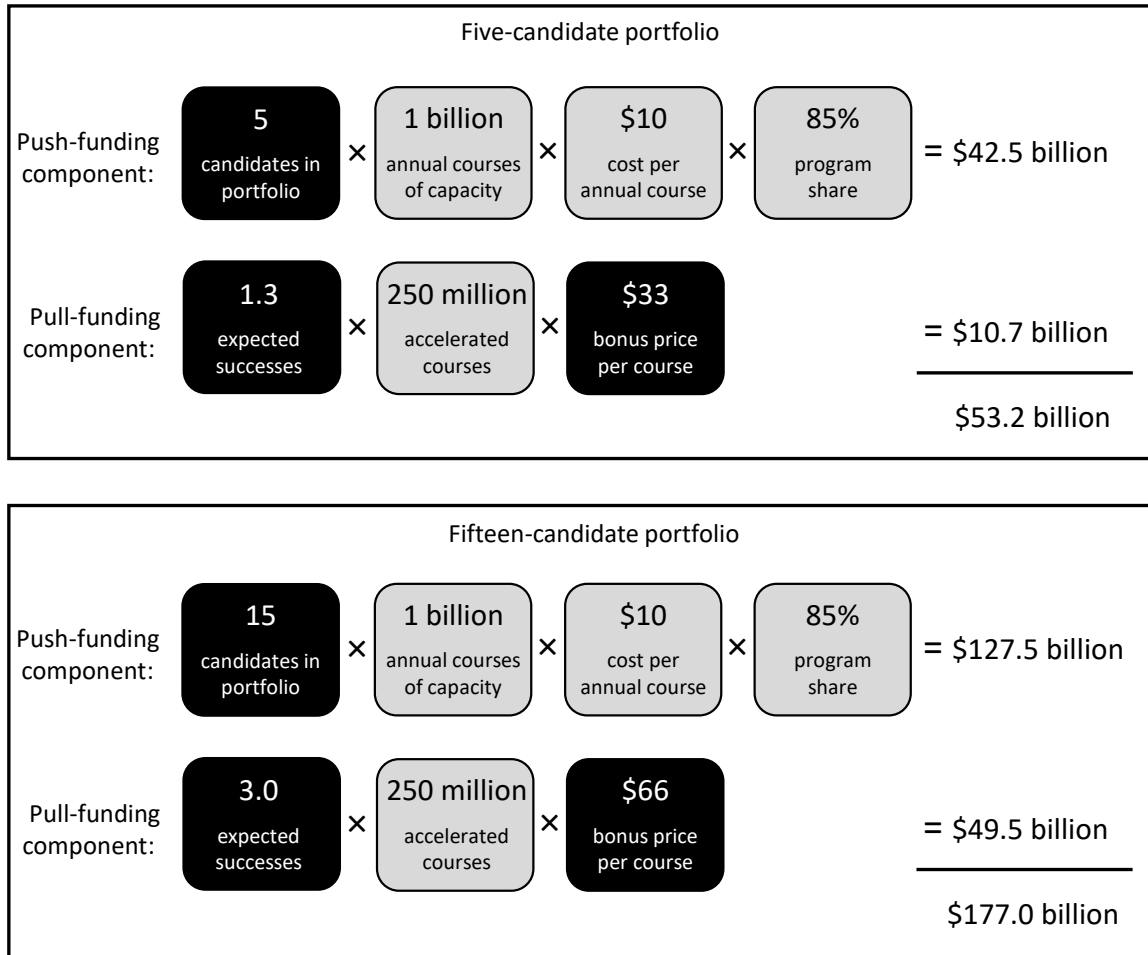 Five-candidate portfolio
Push-funding
component:
5
candidates in
portfolio
×
1 billion
annual courses
of capacity
×
$10
cost per
annual course
×
85%
program
share
= $42.5 billion
Pull-funding
component:
1.3
expected
successes
×
250 million
accelerated
courses
×
$33
bonus price
per course
= $10.7 billion
$53.2 billion
Fifteen-candidate portfolio
Push-funding
component:
15
candidates in
portfolio
×
1 billion
annual courses
of capacity
×
$10
cost per
annual course
×
85%
program
share
= $127.5 billion
Pull-funding
component:
3.0
expected
successes
×
250 million
accelerated
courses
×
$66
bonus price
per course
= $49.5 billion
$177.0 billion